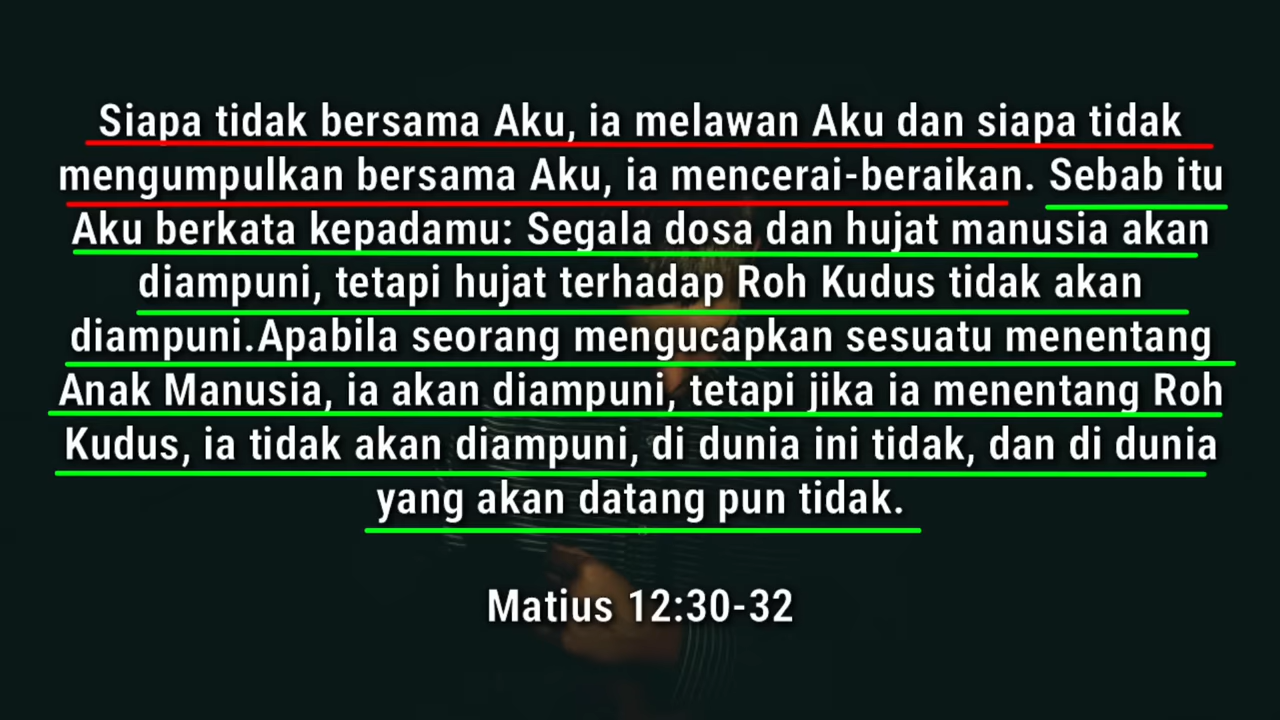 Siapa tidak bersama Aku, ia melawan Aku dan siapa tidak
mengumpulkan bersama Aku, ia mencerai-beraikan. Sebab itu
Aku berkata kepadamu: Segala dosa dan hujat manusia akan
diampuni, tetapi hujat terhadap Roh Kudus tidak akan
diampuni.Apabila seorang mengucapkan sesuatu menentang
Anak Manusia, ia akan diampuni, tetapi jika ia menentang Roh
Kudus, ia tidak akan diampuni, di dunia ini tidak, dan di dunia
yang akan datang pun tidak.
Matius 12:30-32